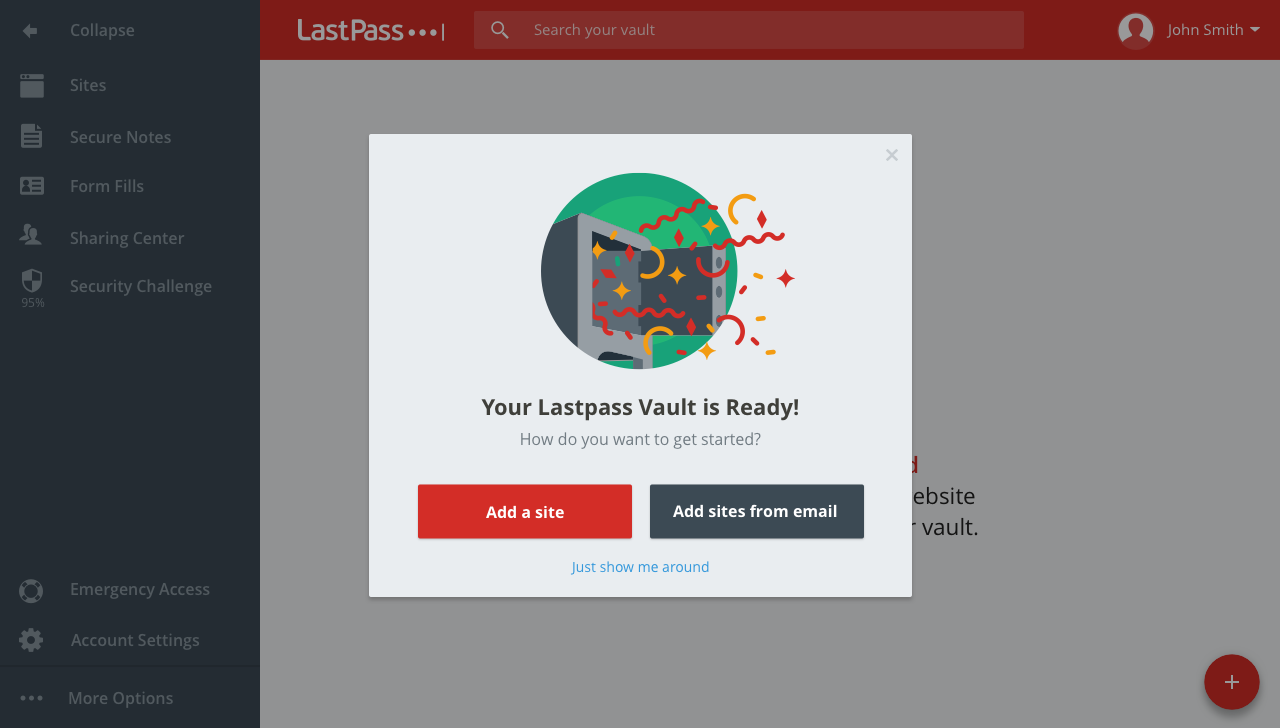 Collapse
LastPass
Search your vault
John Smith
Sites
Secure Notes
Form Fills
Sharing Center
Security Challenge
95%
Your Lastpass Vault is Ready!
How do you want to get started?
Add a site
Add sites from email
Just show me around
vault.
Emergency Access
Account Settings
More Options